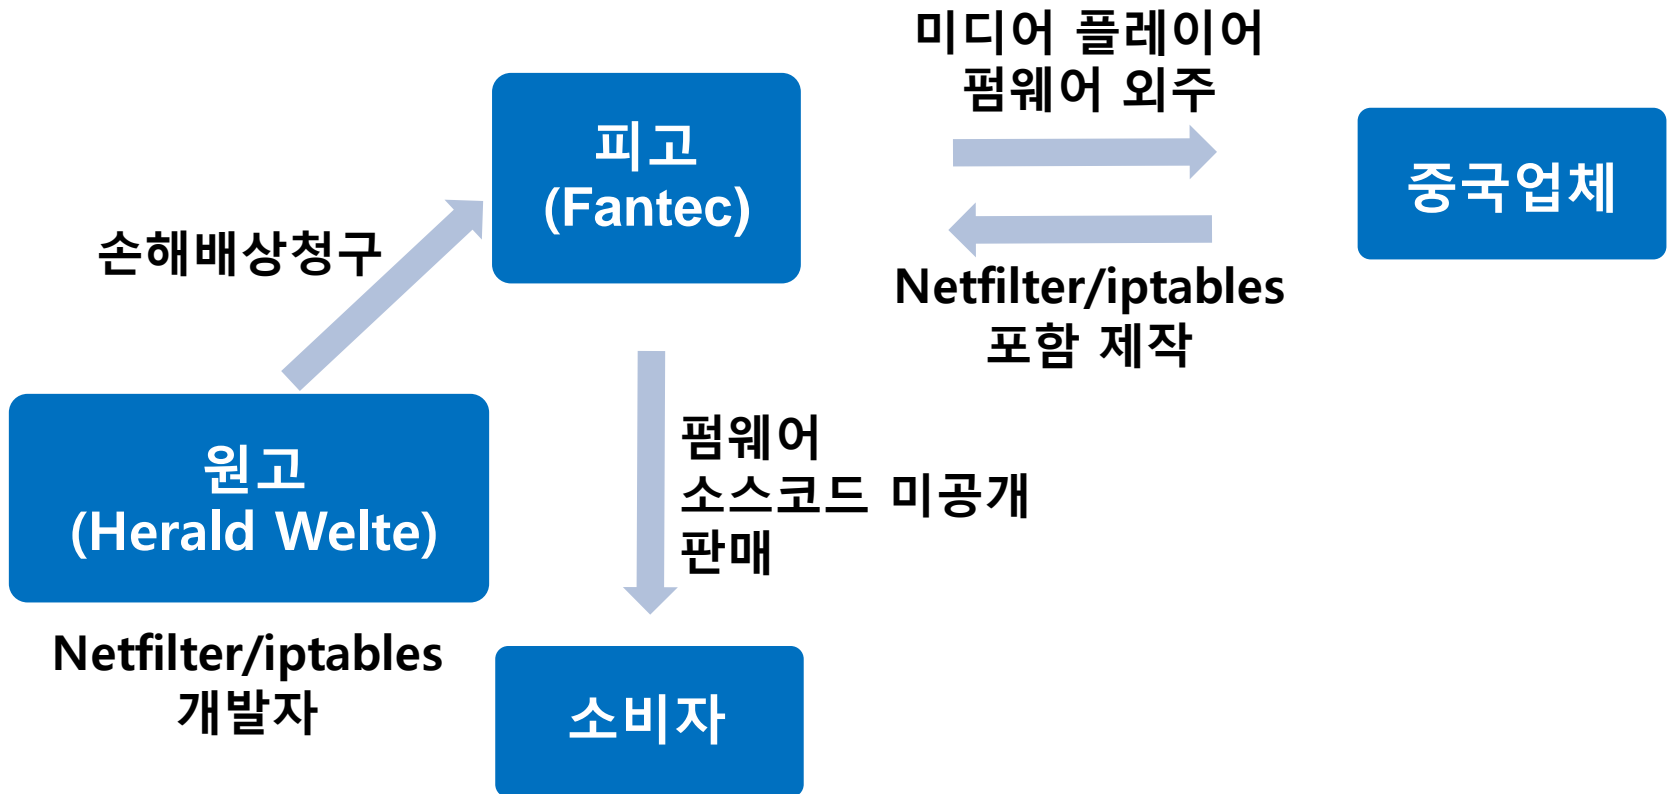 미디어 플레이어
펌웨어 외주
피고
(Fantec)
중국업체
손해배상청구
Netfilter/iptables
포함 제작
원고
(Herald Welte)
펌웨어
소스코드 미공개
판매
Netfilter/iptables
개발자
소비자